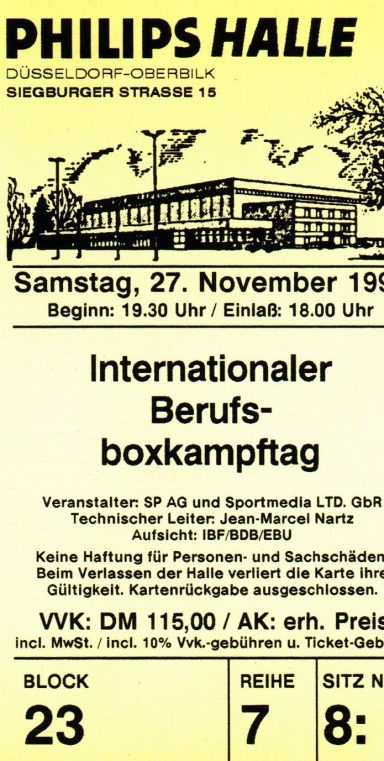 PHILIPS HALLE
DÜSSELDORF-OBERBILK
SIEGBURGER STRASSE 15
Samstag, 27. November 199
Beginn: 19.30 Uhr / Einlaß: 18.00 Uhr
Internationaler
Berufs-
boxkampftag
Veranstalter: SP AG und Sportmedia LTD. GbR
Technischer Leiter: Jean-Marcel Nartz
Aufsicht: IBF/BDB/EBU
Keine Haftung für Personen- und Sachschäden
Beim Verlassen der Halle verliert die Karte ihre
Gültigkeit. Kartenrückgabe ausgeschlossen.
VVK: DM 115,00 / AK: erh. Preis
incl. MwSt. / incl. 10% Vvk.-gebühren u. Ticket-Geb
BLOCK REIHE SITZ N
23 7 8: